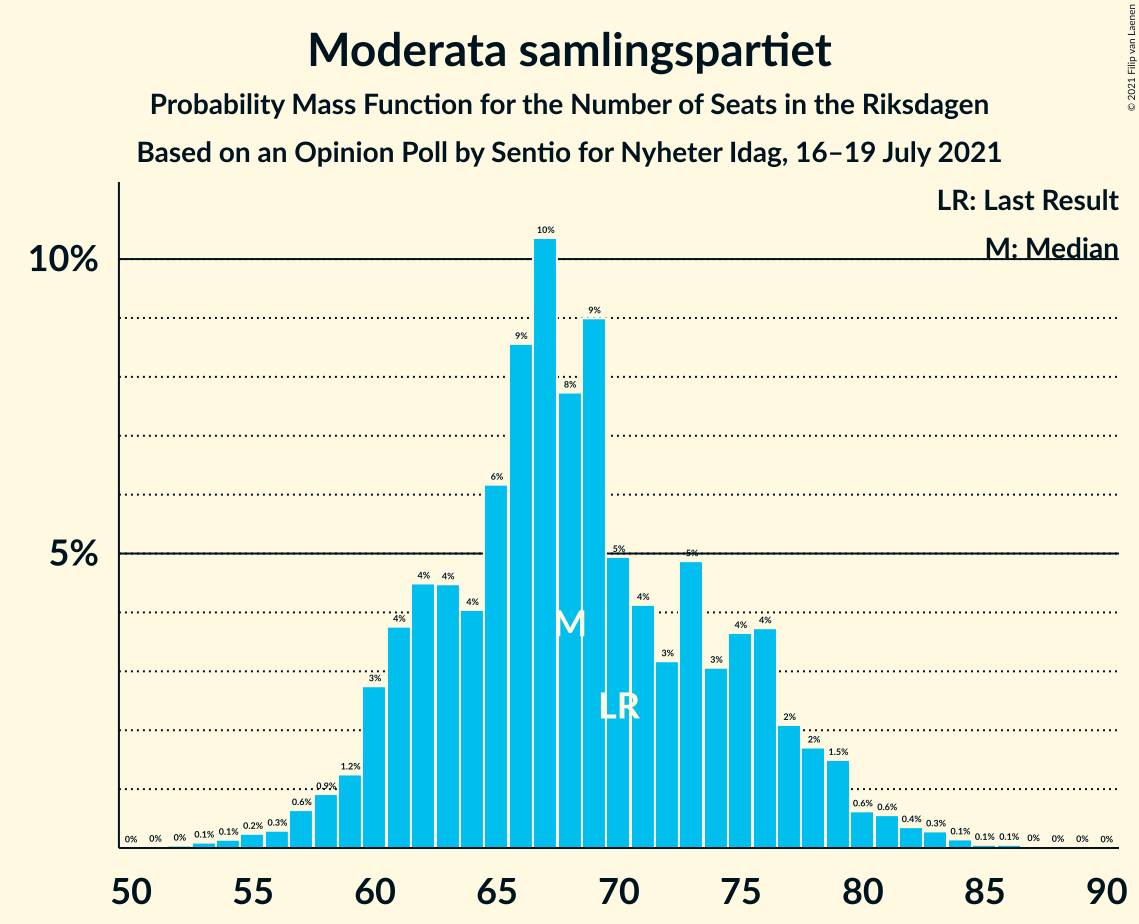 Moderata samlingspartiet
Probability Mass Function for the Number of Seats in the Riksdagen
Based on an Opinion Poll by Sentio for Nyheter Idag, 16–19 July 2021
© 2021 Filip van Laenen
LR: Last Result
M: Median
10%
5%
0% 0% 0% 0.1% 0.1% 0.2% 0.3% 0.6% 0.9% 1.2% 3% 4% 4% 4% 4% 6% 9% 10% 8% 9% 5% 4% 3% 5% 3% 4% 4% 2% 2% 1.5% 0.6% 0.6% 0.4% 0.3% 0.1% 0.1% 0.1% 0% 0% 0% 0%
M
LR
50 55 60 65 70 75 80 85 90